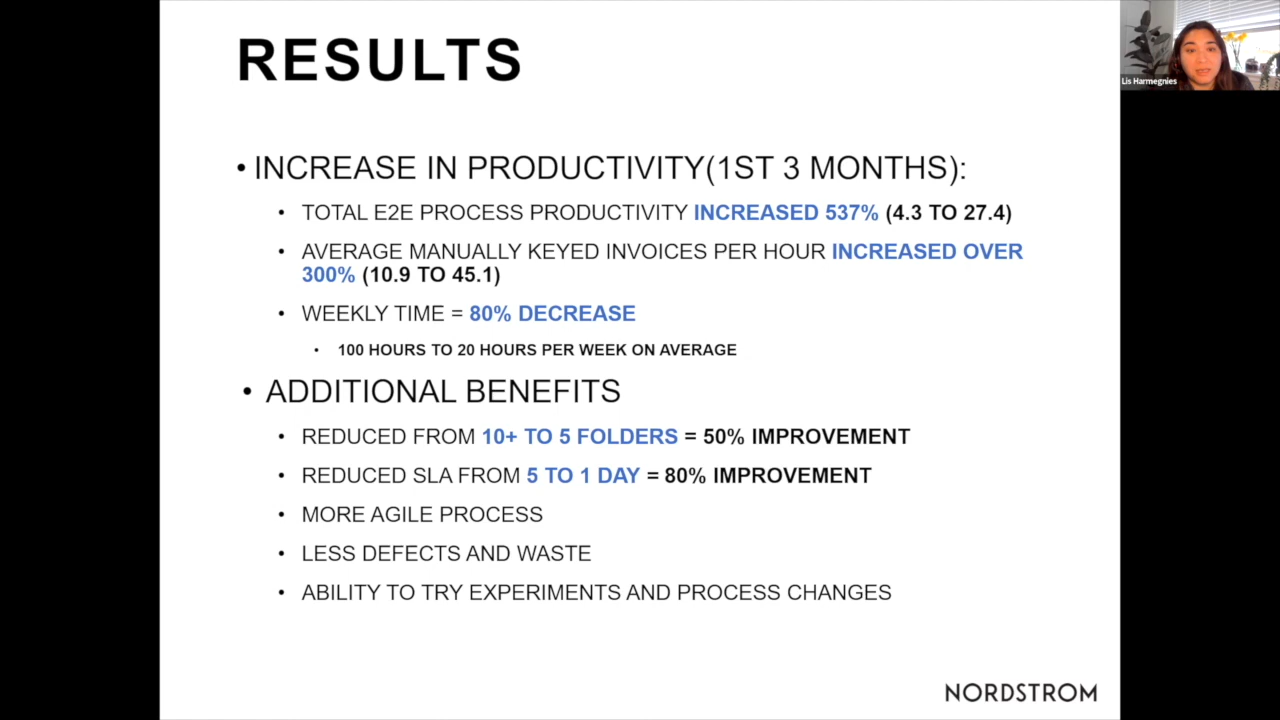 RESULTS
Lis Harmegnies
• INCREASE IN PRODUCTIVITY(1ST 3 MONTHS):
• TOTAL E2E PROCESS PRODUCTIVITY INCREASED 537% (4.3 TO 27.4)
• AVERAGE MANUALLY KEYED INVOICES PER HOUR INCREASED OVER
300% (10.9 TO 45.1)
• WEEKLY TIME = 80% DECREASE
• 100 HOURS TO 20 HOURS PER WEEK ON AVERAGE
• ADDITIONAL BENEFITS
• REDUCED FROM 10+ TO 5 FOLDERS = 50% IMPROVEMENT
• REDUCED SLA FROM 5 TO 1 DAY = 80% IMPROVEMENT
• MORE AGILE PROCESS
• LESS DEFECTS AND WASTE
• ABILITY TO TRY EXPERIMENTS AND PROCESS CHANGES
NORDSTROM